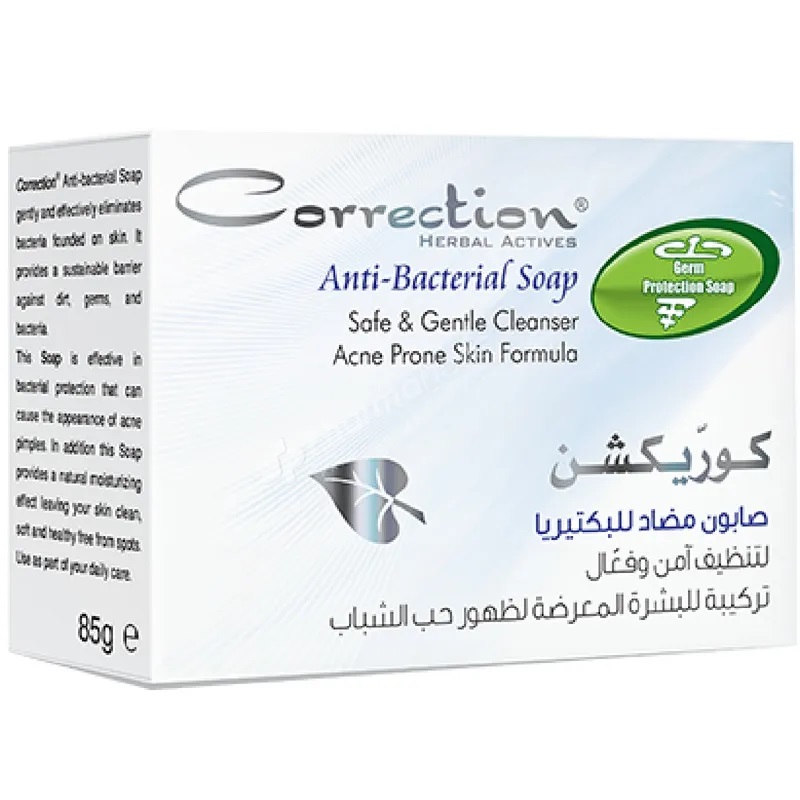 Correction® Anti-bacterial Soap
gently and effectively eliminates
bacteria founded on skin. It
provides a sustainable barrier
against dirt, germs, and
bacteria.
This Soap is effective in
bacterial protection that can
cause the appearance of acne
pimples. In addition this Soap
provides a natural moisturizing
effect leaving your skin clean,
soft and healthy free from spots.
Use as part of your daily care.
85g ℮
Correction®
HERBAL ACTIVES
Anti-Bacterial Soap
Safe & Gentle Cleanser
Acne Prone Skin Formula
Germ
Protection Soap
كورّيكشن
صابون مضاد للبكتيريا
لتنظيف آمن وفعّال
تركيبة للبشرة المعرضة لظهور حب الشباب